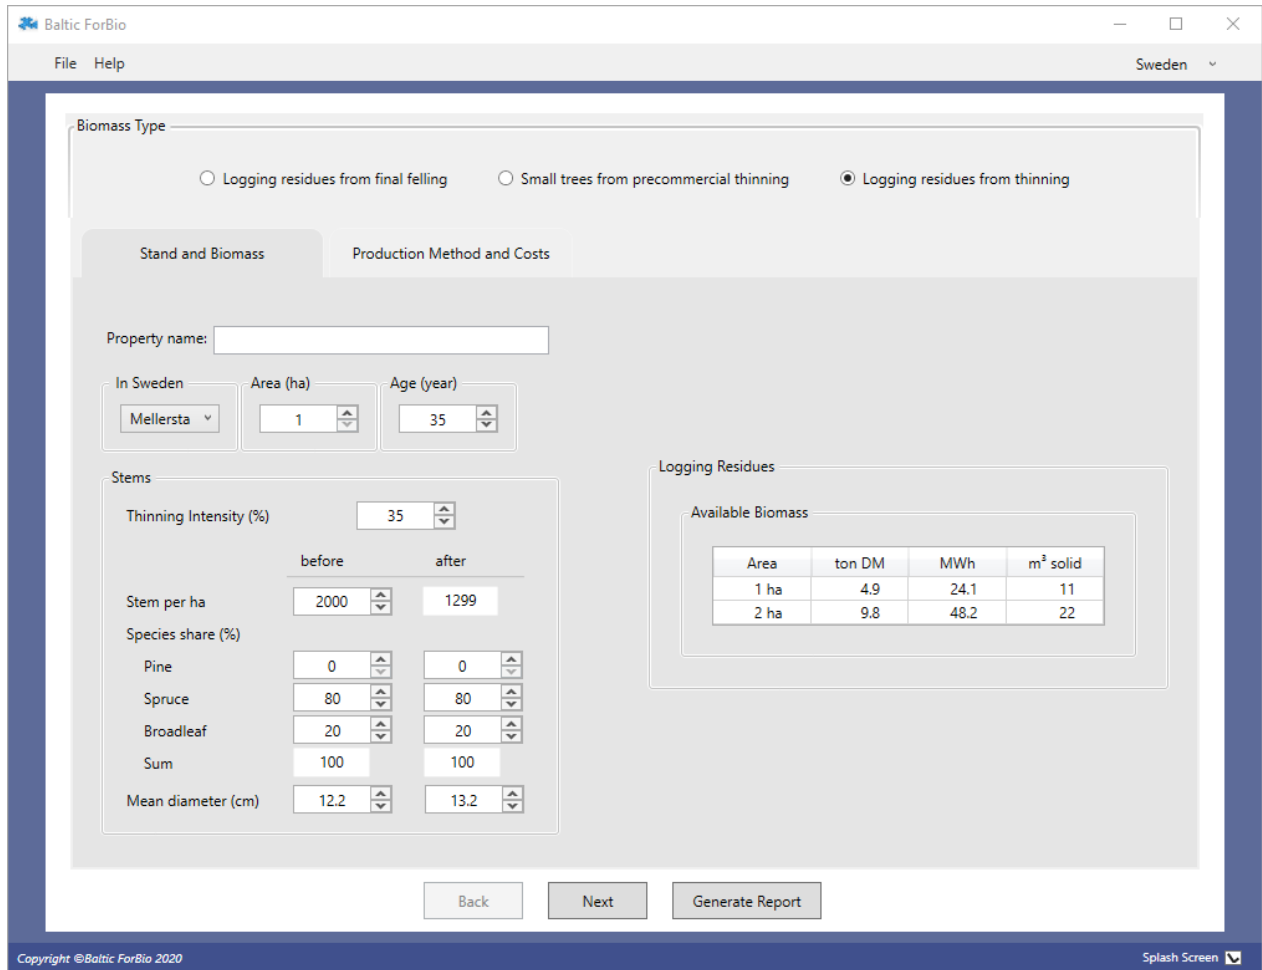 Baltic ForBio
File Help Sweden
Biomass Type
Logging residues from final felling Small trees from precommercial thinning Logging residues from thinning
Stand and Biomass Production Method and Costs
Property name:
In Sweden Area (ha) Age (year)
Mellersta 1 35
Stems
Thinning Intensity (%) 35
before after
Stem per ha 2000 1299
Species share (%)
Pine 0 0
Spruce 80 80
Broadleaf 20 20
Sum 100 100
Mean diameter (cm) 12.2 13.2
Logging Residues
Available Biomass
Area ton DM MWh m³ solid
1 ha 4.9 24.1 11
2 ha 9.8 48.2 22
Back Next Generate Report
Copyright ©Baltic ForBio 2020 Splash Screen